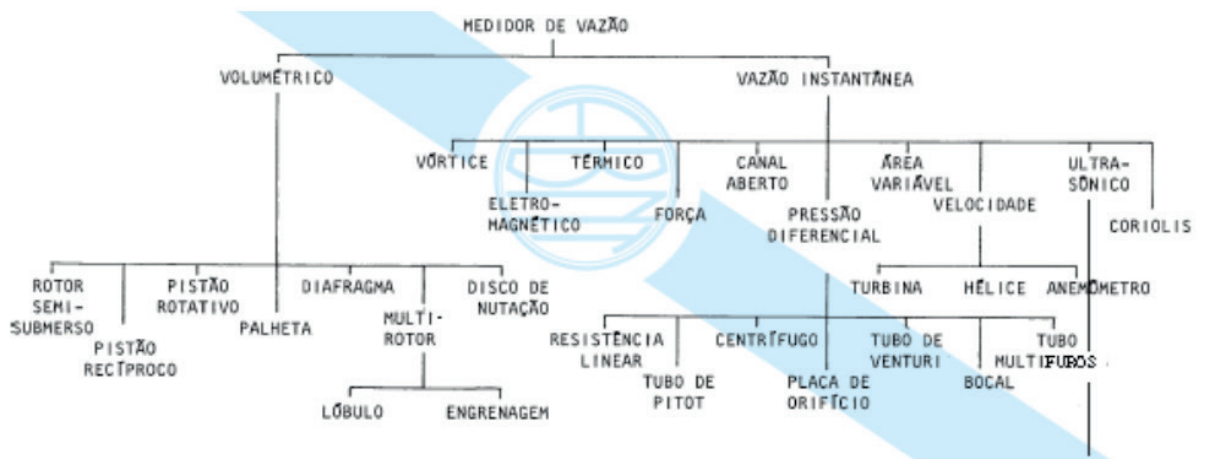 MEDIDOR DE VAZÃO
VOLUMÉTRICO
VAZÃO INSTANTÂNEA
VÓRTICE
TÉRMICO
CANAL
ABERTO
ÁREA
VARIÁVEL
ULTRA-
SÔNICO
ELETRO-
MAGNÉTICO
FORÇA
PRESSÃO
DIFERENCIAL
VELOCIDADE
CORIOLIS
ROTOR
SEMI-
SUBMERSO
PISTÃO
ROTATIVO
DIAFRAGMA
DISCO DE
NUTAÇÃO
PISTÃO
RECÍPROCO
PALHETA
MULTI-
ROTOR
TURBINA
HÉLICE
ANEMÔMETRO
RESISTÊNCIA
LINEAR
CENTRÍFUGO
TUBO DE
VENTURI
TUBO
MULTIFUROS
TUBO DE
PITOT
PLACA DE
ORIFÍCIO
BOCAL
LÓBULO
ENGRENAGEM